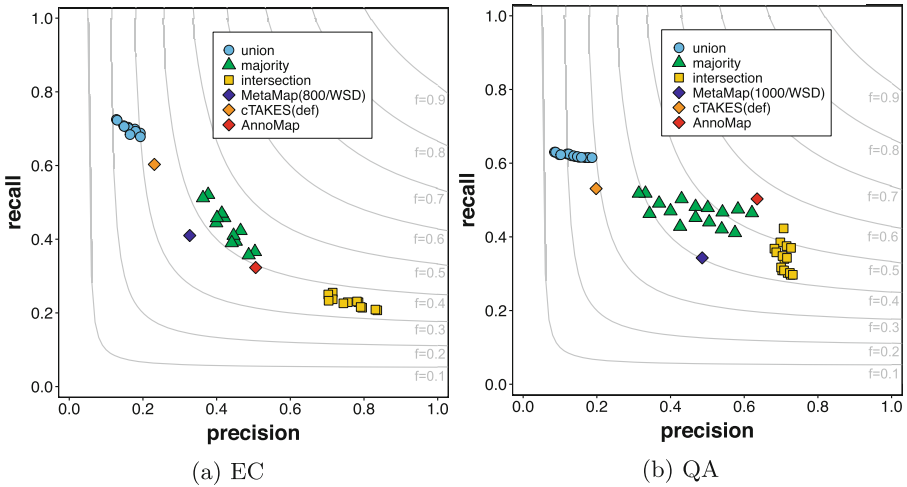 1.0
0.8
0.6
0.4
0.2
0.0
recall
union
majority
intersection
MetaMap(800/WSD)
cTAKES(def)
AnnoMap
f=0.9
f=0.8
f=0.7
f=0.6
f=0.5
f=0.4
f=0.3
f=0.2
f=0.1
0.0 0.2 0.4 0.6 0.8 1.0
precision
(a) EC
1.0
0.8
0.6
0.4
0.2
0.0
recall
union
majority
intersection
MetaMap(1000/WSD)
cTAKES(def)
AnnoMap
f=0.9
f=0.8
f=0.7
f=0.6
f=0.5
f=0.4
f=0.3
f=0.2
f=0.1
0.0 0.2 0.4 0.6 0.8 1.0
precision
(b) QA